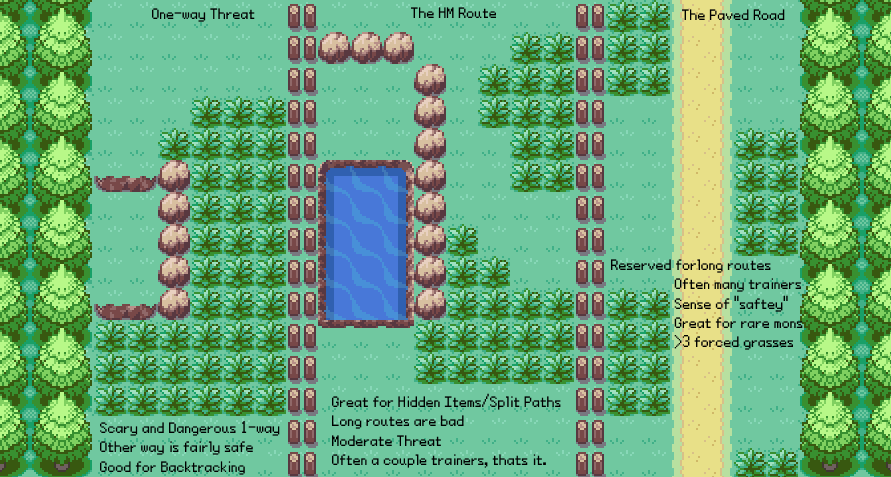 One-way Threat
The HM Route
The Paved Road
Reserved forlong routes
Often many trainers
Sense of "saftey"
Great for rare mons
>3 forced grasses
Great for Hidden Items/Split Paths
Long routes are bad
Moderate Threat
Often a couple trainers, thats it.
Scary and Dangerous 1-way
Other way is fairly safe
Good for Backtracking